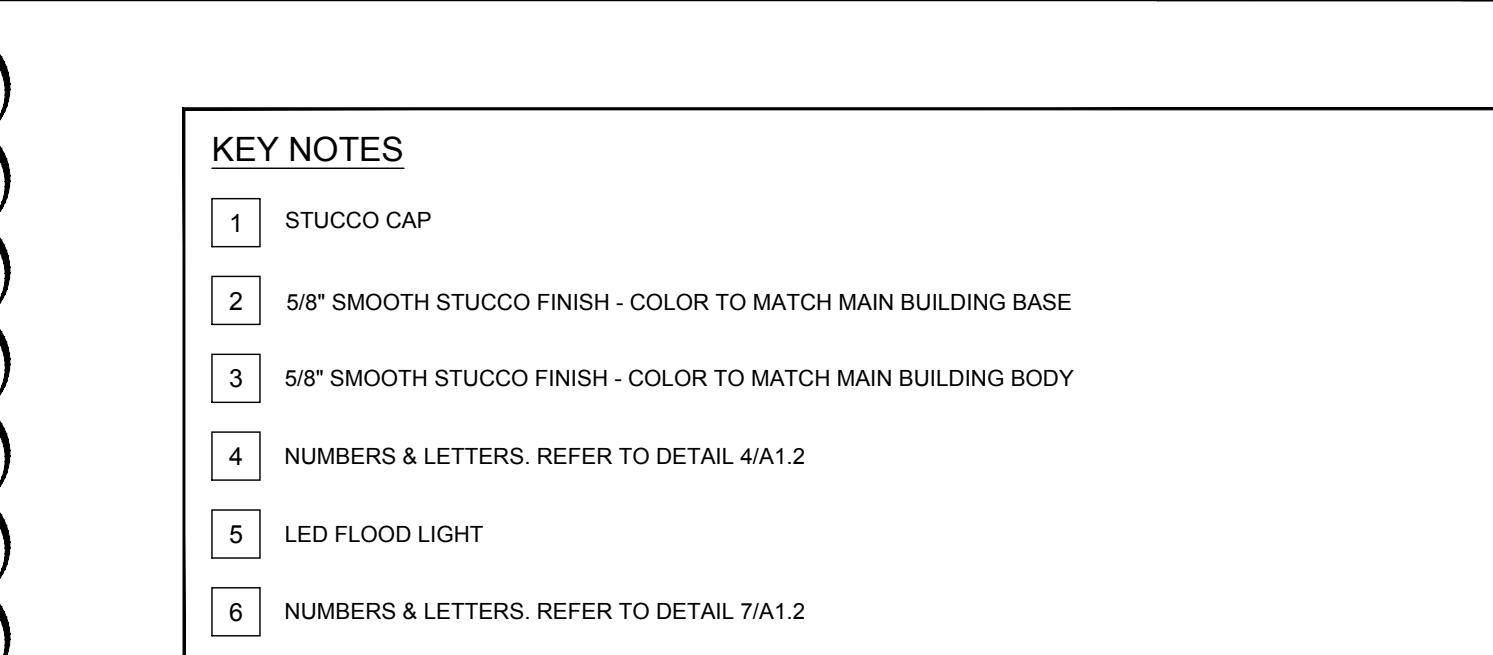 KEY NOTES
1 STUCCO CAP
2 5/8" SMOOTH STUCCO FINISH - COLOR TO MATCH MAIN BUILDING BASE
3 5/8" SMOOTH STUCCO FINISH - COLOR TO MATCH MAIN BUILDING BODY
4 NUMBERS & LETTERS. REFER TO DETAIL 4/A1.2
5 LED FLOOD LIGHT
6 NUMBERS & LETTERS. REFER TO DETAIL 7/A1.2